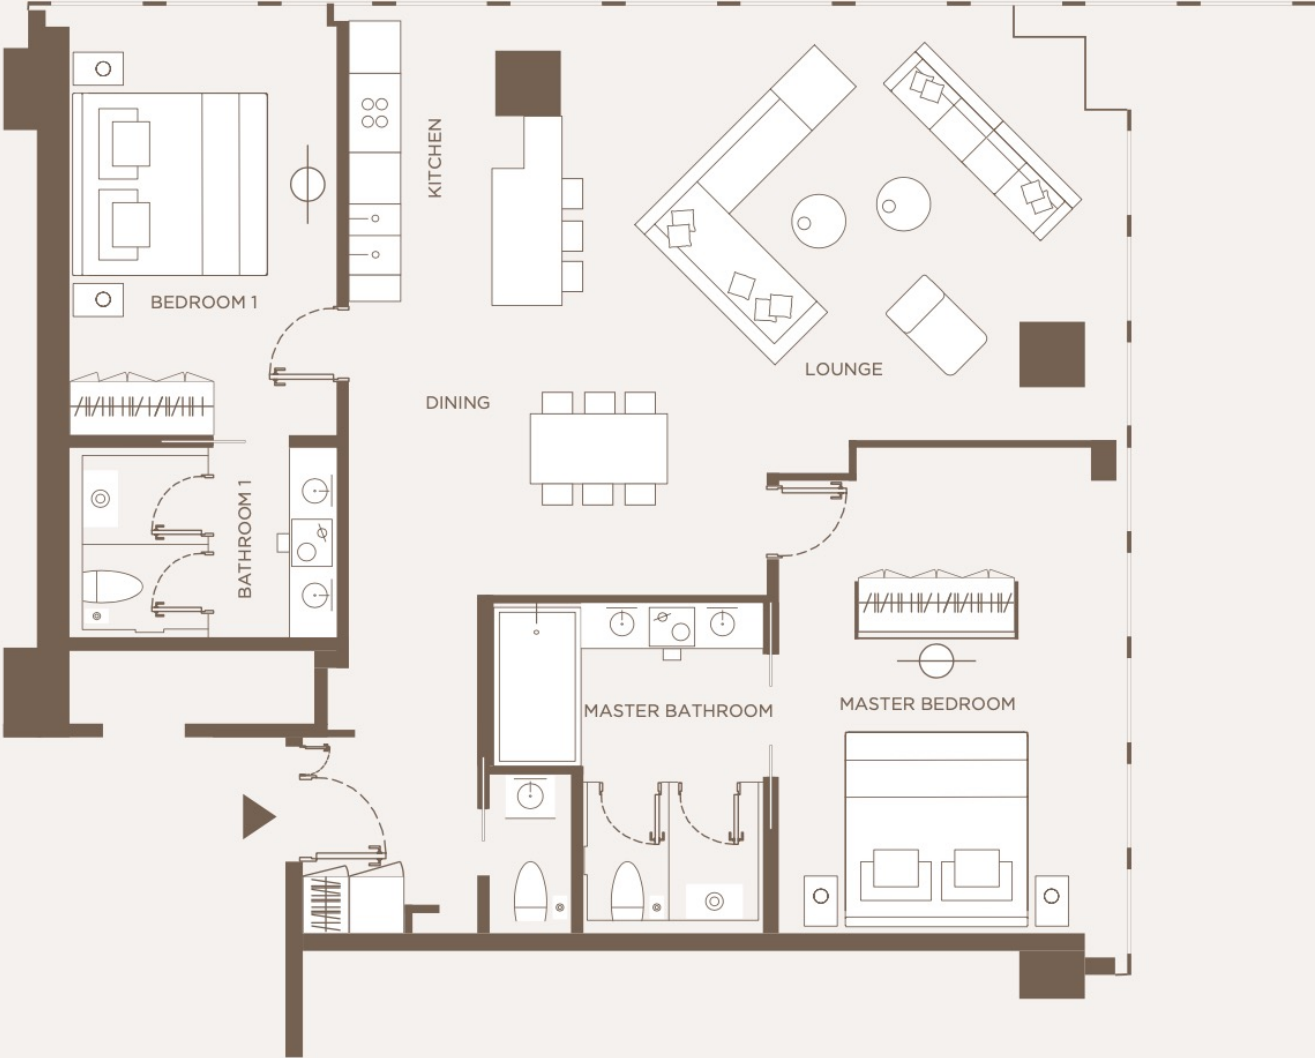 KITCHEN
BEDROOM 1
LOUNGE
DINING
BATHROOM 1
MASTER BATHROOM
MASTER BEDROOM